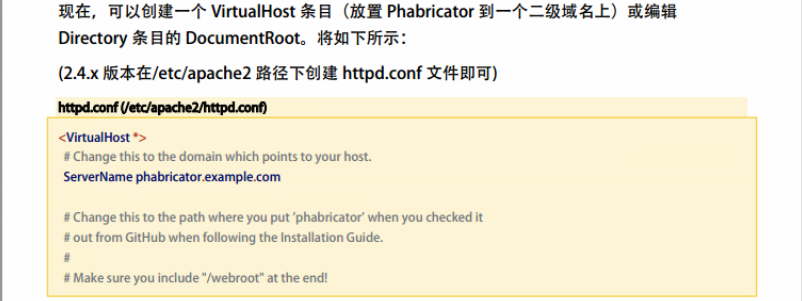 现在，可以创建一个 VirtualHost 条目（放置 Phabricator 到一个二级域名上）或编辑
Directory 条目的 DocumentRoot。将如下所示：
(2.4.x 版本在/etc/apache2 路径下创建 httpd.conf 文件即可)
httpd.conf (/etc/apache2/httpd.conf)
<VirtualHost *>
# Change this to the domain which points to your host.
ServerName phabricator.example.com
# Change this to the path where you put 'phabricator' when you checked it
# out from GitHub when following the Installation Guide.
#
# Make sure you include "/webroot" at the end!